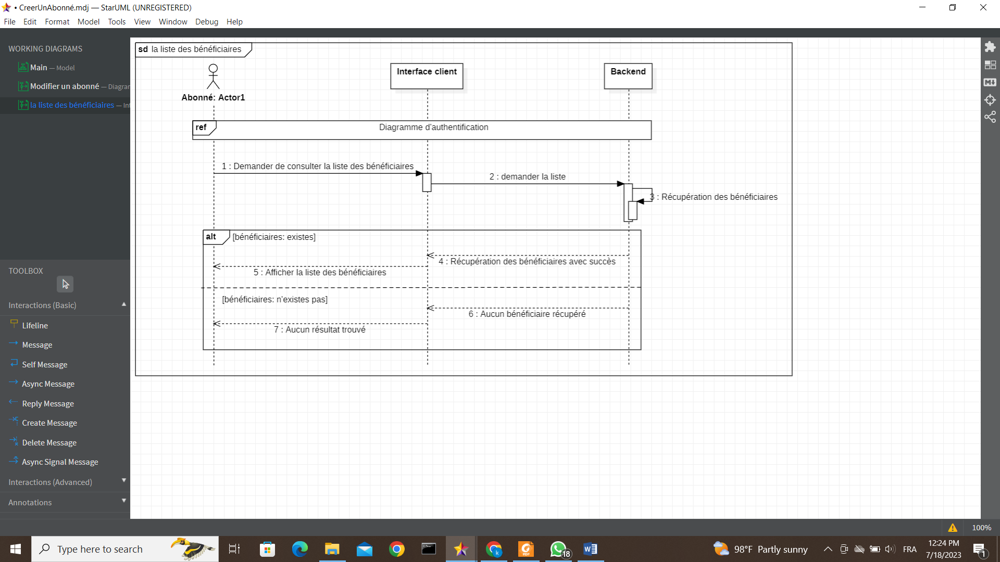 • CreerUnAbonné.mdj — StarUML (UNREGISTERED)
File Edit Format Model Tools View Window Debug Help
WORKING DIAGRAMS
Main — Model
Modifier un abonné — Diagrar
la liste des bénéficiaires — Int
TOOLBOX
Interactions (Basic)
Lifeline
Message
Self Message
Async Message
Reply Message
Create Message
Delete Message
Async Signal Message
Interactions (Advanced)
Annotations
sd la liste des bénéficiaires
Interface client
Backend
Abonné: Actor1
ref
Diagramme d'authentification
1 : Demander de consulter la liste des bénéficiaires
2 : demander la liste
3 : Récupération des bénéficiaires
alt [bénéficiaires: existes]
4 : Récupération des bénéficiaires avec succès
5 : Afficher la liste des bénéficiaires
[bénéficiaires: n'existes pas]
6 : Aucun bénéficiaire récupéré
7 : Aucun résultat trouvé
M
100%
Type here to search
k
PDF
18
W
98°F Partly sunny
FRA
12:24 PM
7/18/2023
1